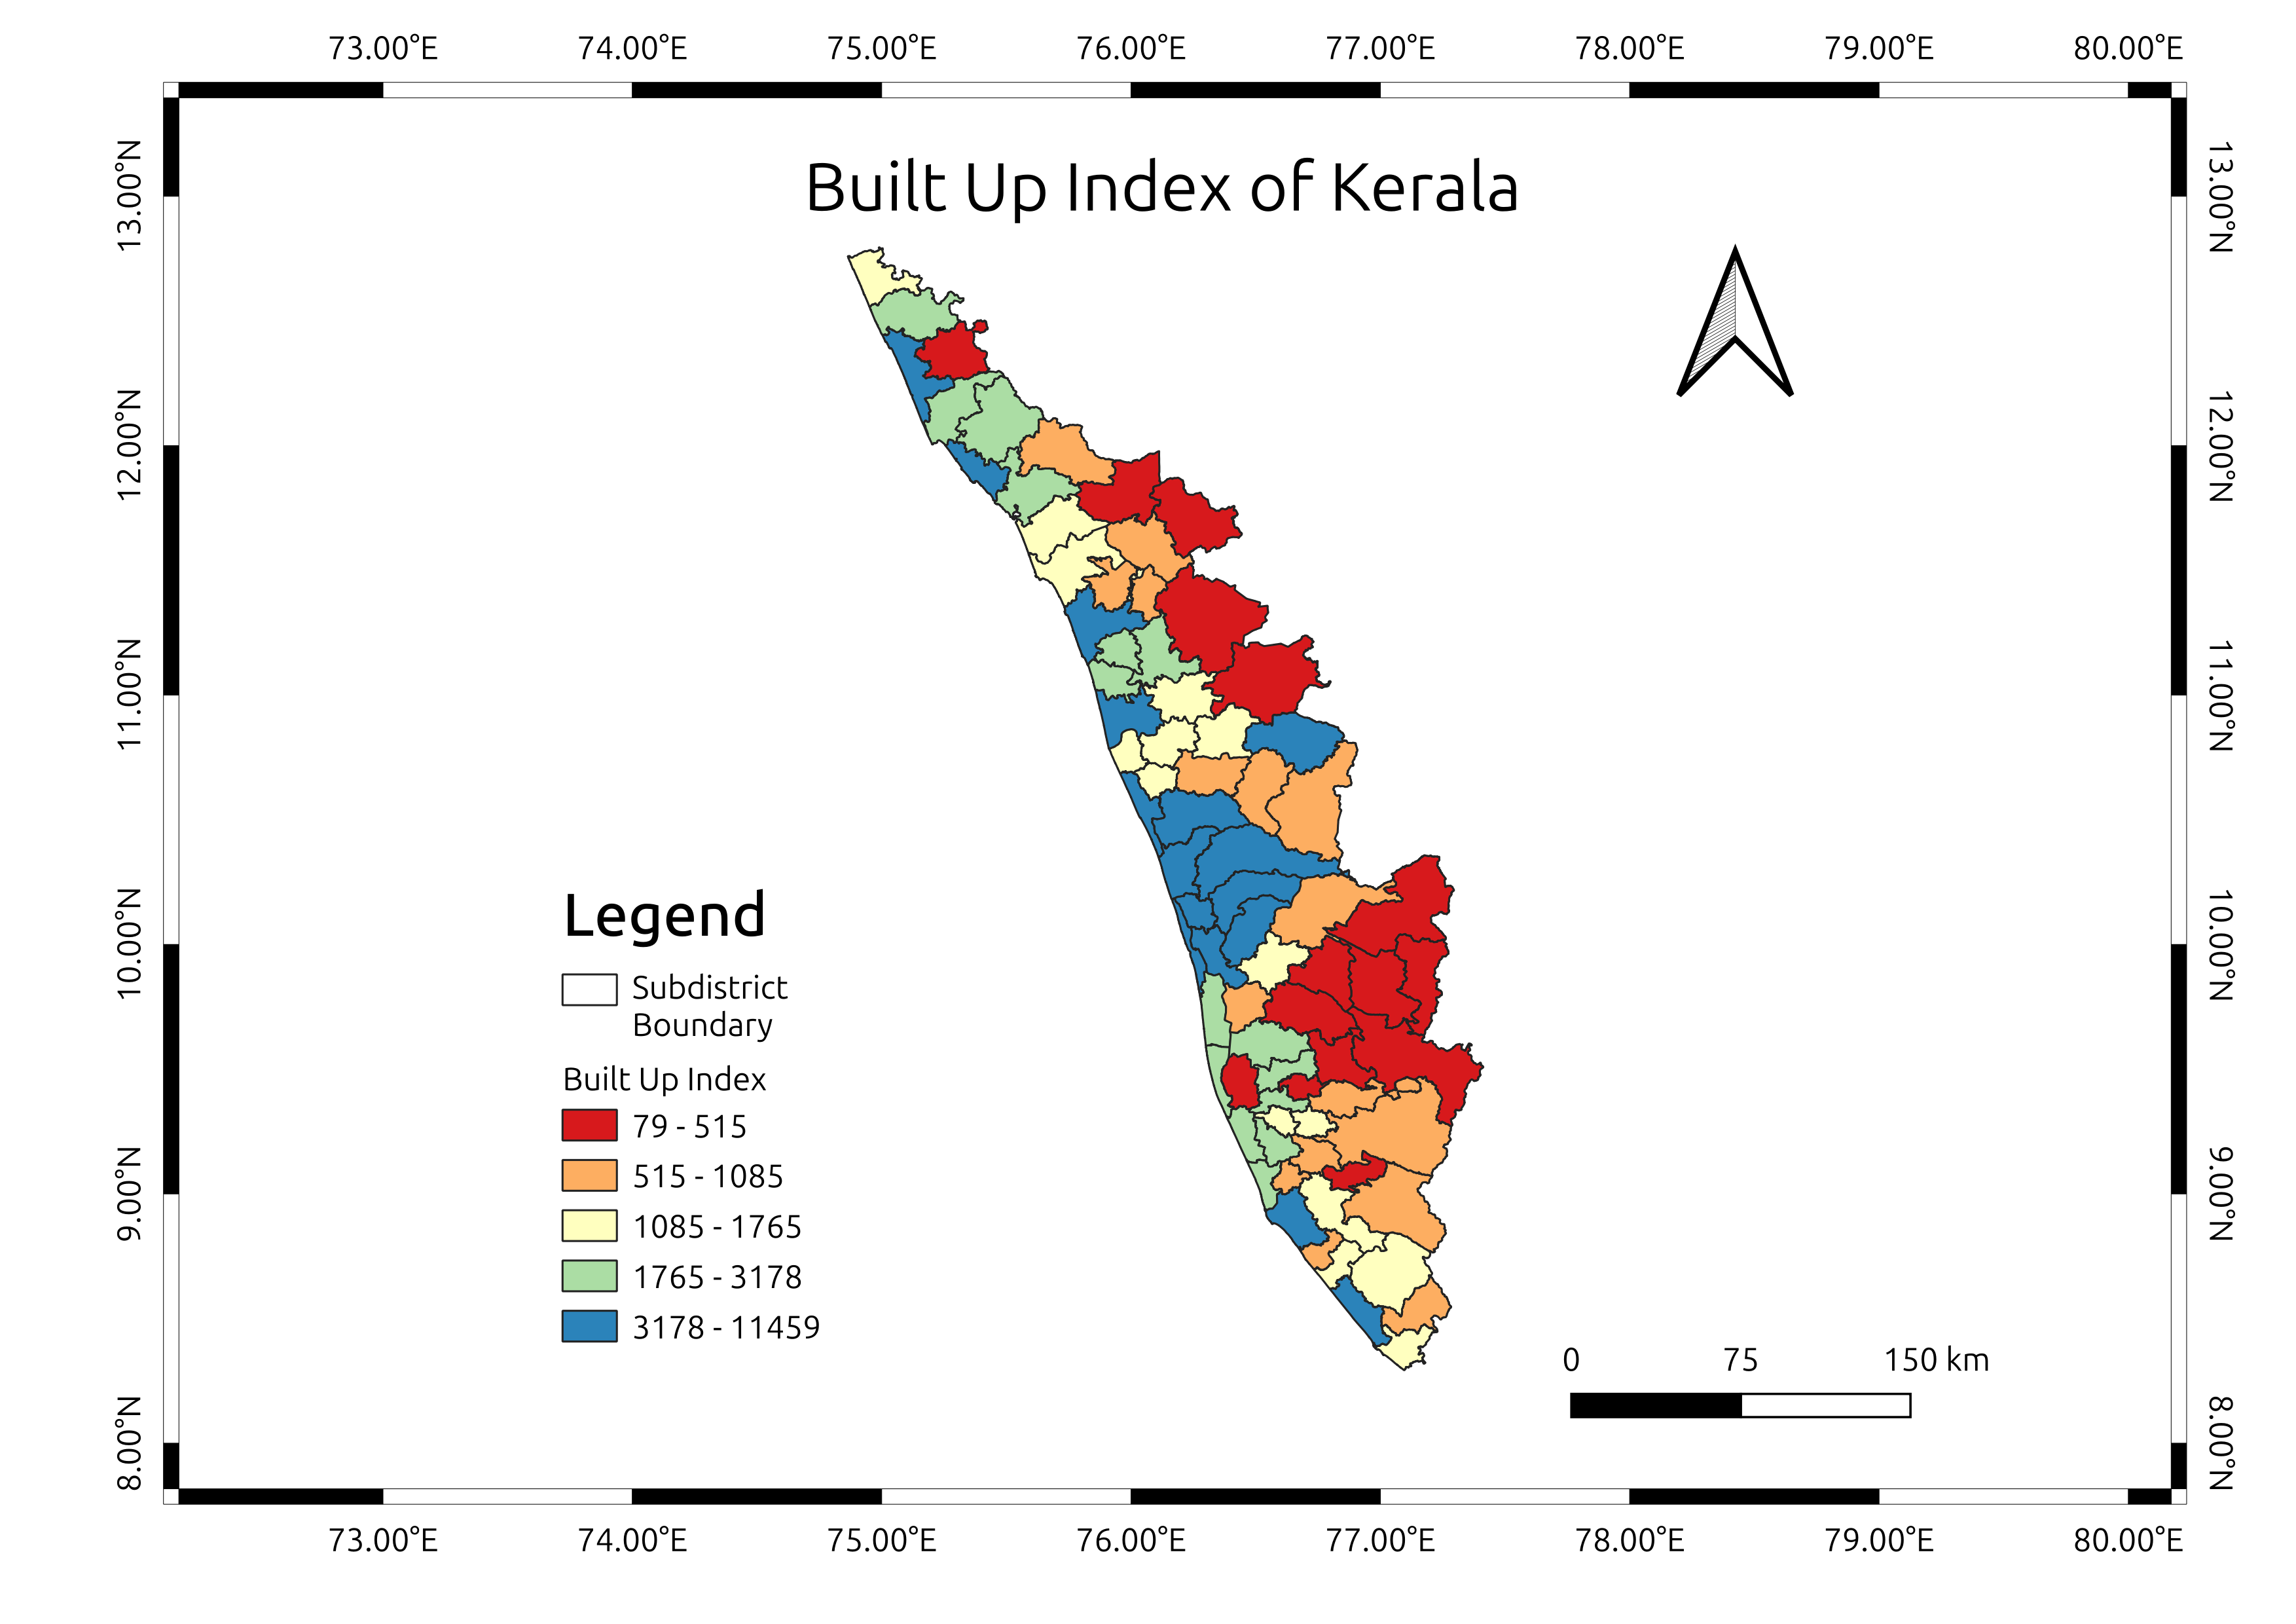 73.00°E 74.00°E 75.00°E 76.00°E 77.00°E 78.00°E 79.00°E 80.00°E
Built Up Index of Kerala
13.00°N
12.00°N
11.00°N
10.00°N
9.00°N
8.00°N
13.00°N
12.00°N
11.00°N
10.00°N
9.00°N
8.00°N
Legend
Subdistrict
Boundary
Built Up Index
79 - 515
515 - 1085
1085 - 1765
1765 - 3178
3178 - 11459
0 75 150 km
73.00°E 74.00°E 75.00°E 76.00°E 77.00°E 78.00°E 79.00°E 80.00°E